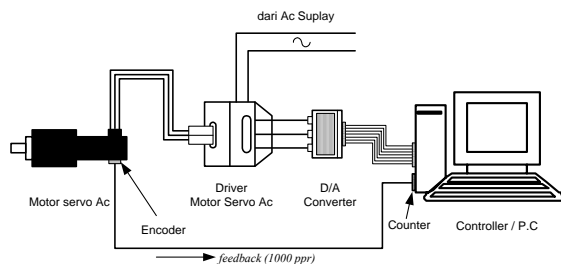 dari Ac Suplay
Motor servo Ac
Encoder
Driver
Motor Servo Ac
D/A
Converter
Counter
Controller / P.C
feedback (1000 ppr)